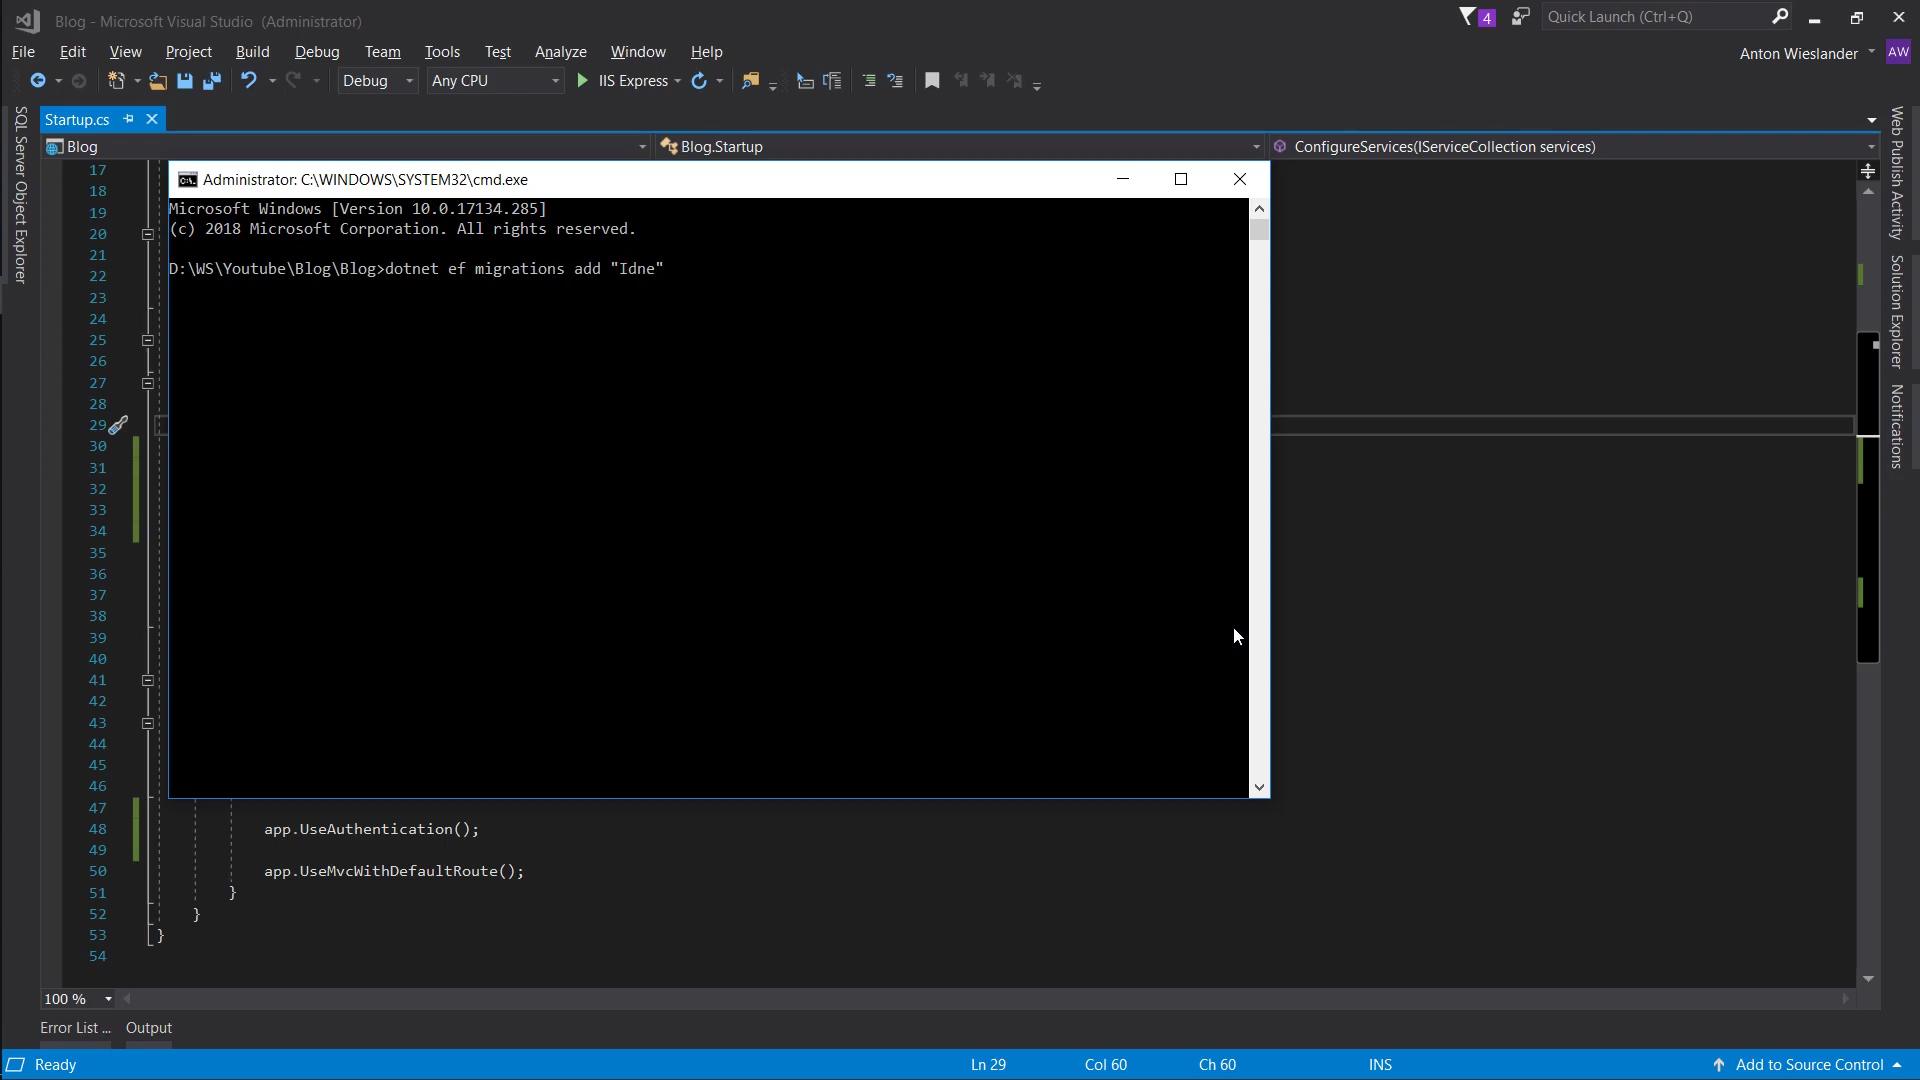 Blog - Microsoft Visual Studio (Administrator)
4
Quick Launch (Ctrl+Q)
File Edit View Project Build Debug Team Tools Test Analyze Window Help
Anton Wieslander AW
Debug Any CPU IIS Express
Startup.cs
Blog Blog.Startup ConfigureServices(IServiceCollection services)
SQL Server Object Explorer
Web Publish Activity
Solution Explorer
Notifications
Administrator: C:\WINDOWS\SYSTEM32\cmd.exe
Microsoft Windows [Version 10.0.17134.285]
(c) 2018 Microsoft Corporation. All rights reserved.
D:\WS\Youtube\Blog\Blog>dotnet ef migrations add "Idne"
17
18
19
20
21
22
23
24
25
26
27
28
29
30
31
32
33
34
35
36
37
38
39
40
41
42
43
44
45
46
47
48 app.UseAuthentication();
49
50 app.UseMvcWithDefaultRoute();
51 }
52 }
53 }
54
100 %
Error List ... Output
Ready Ln 29 Col 60 Ch 60 INS Add to Source Control